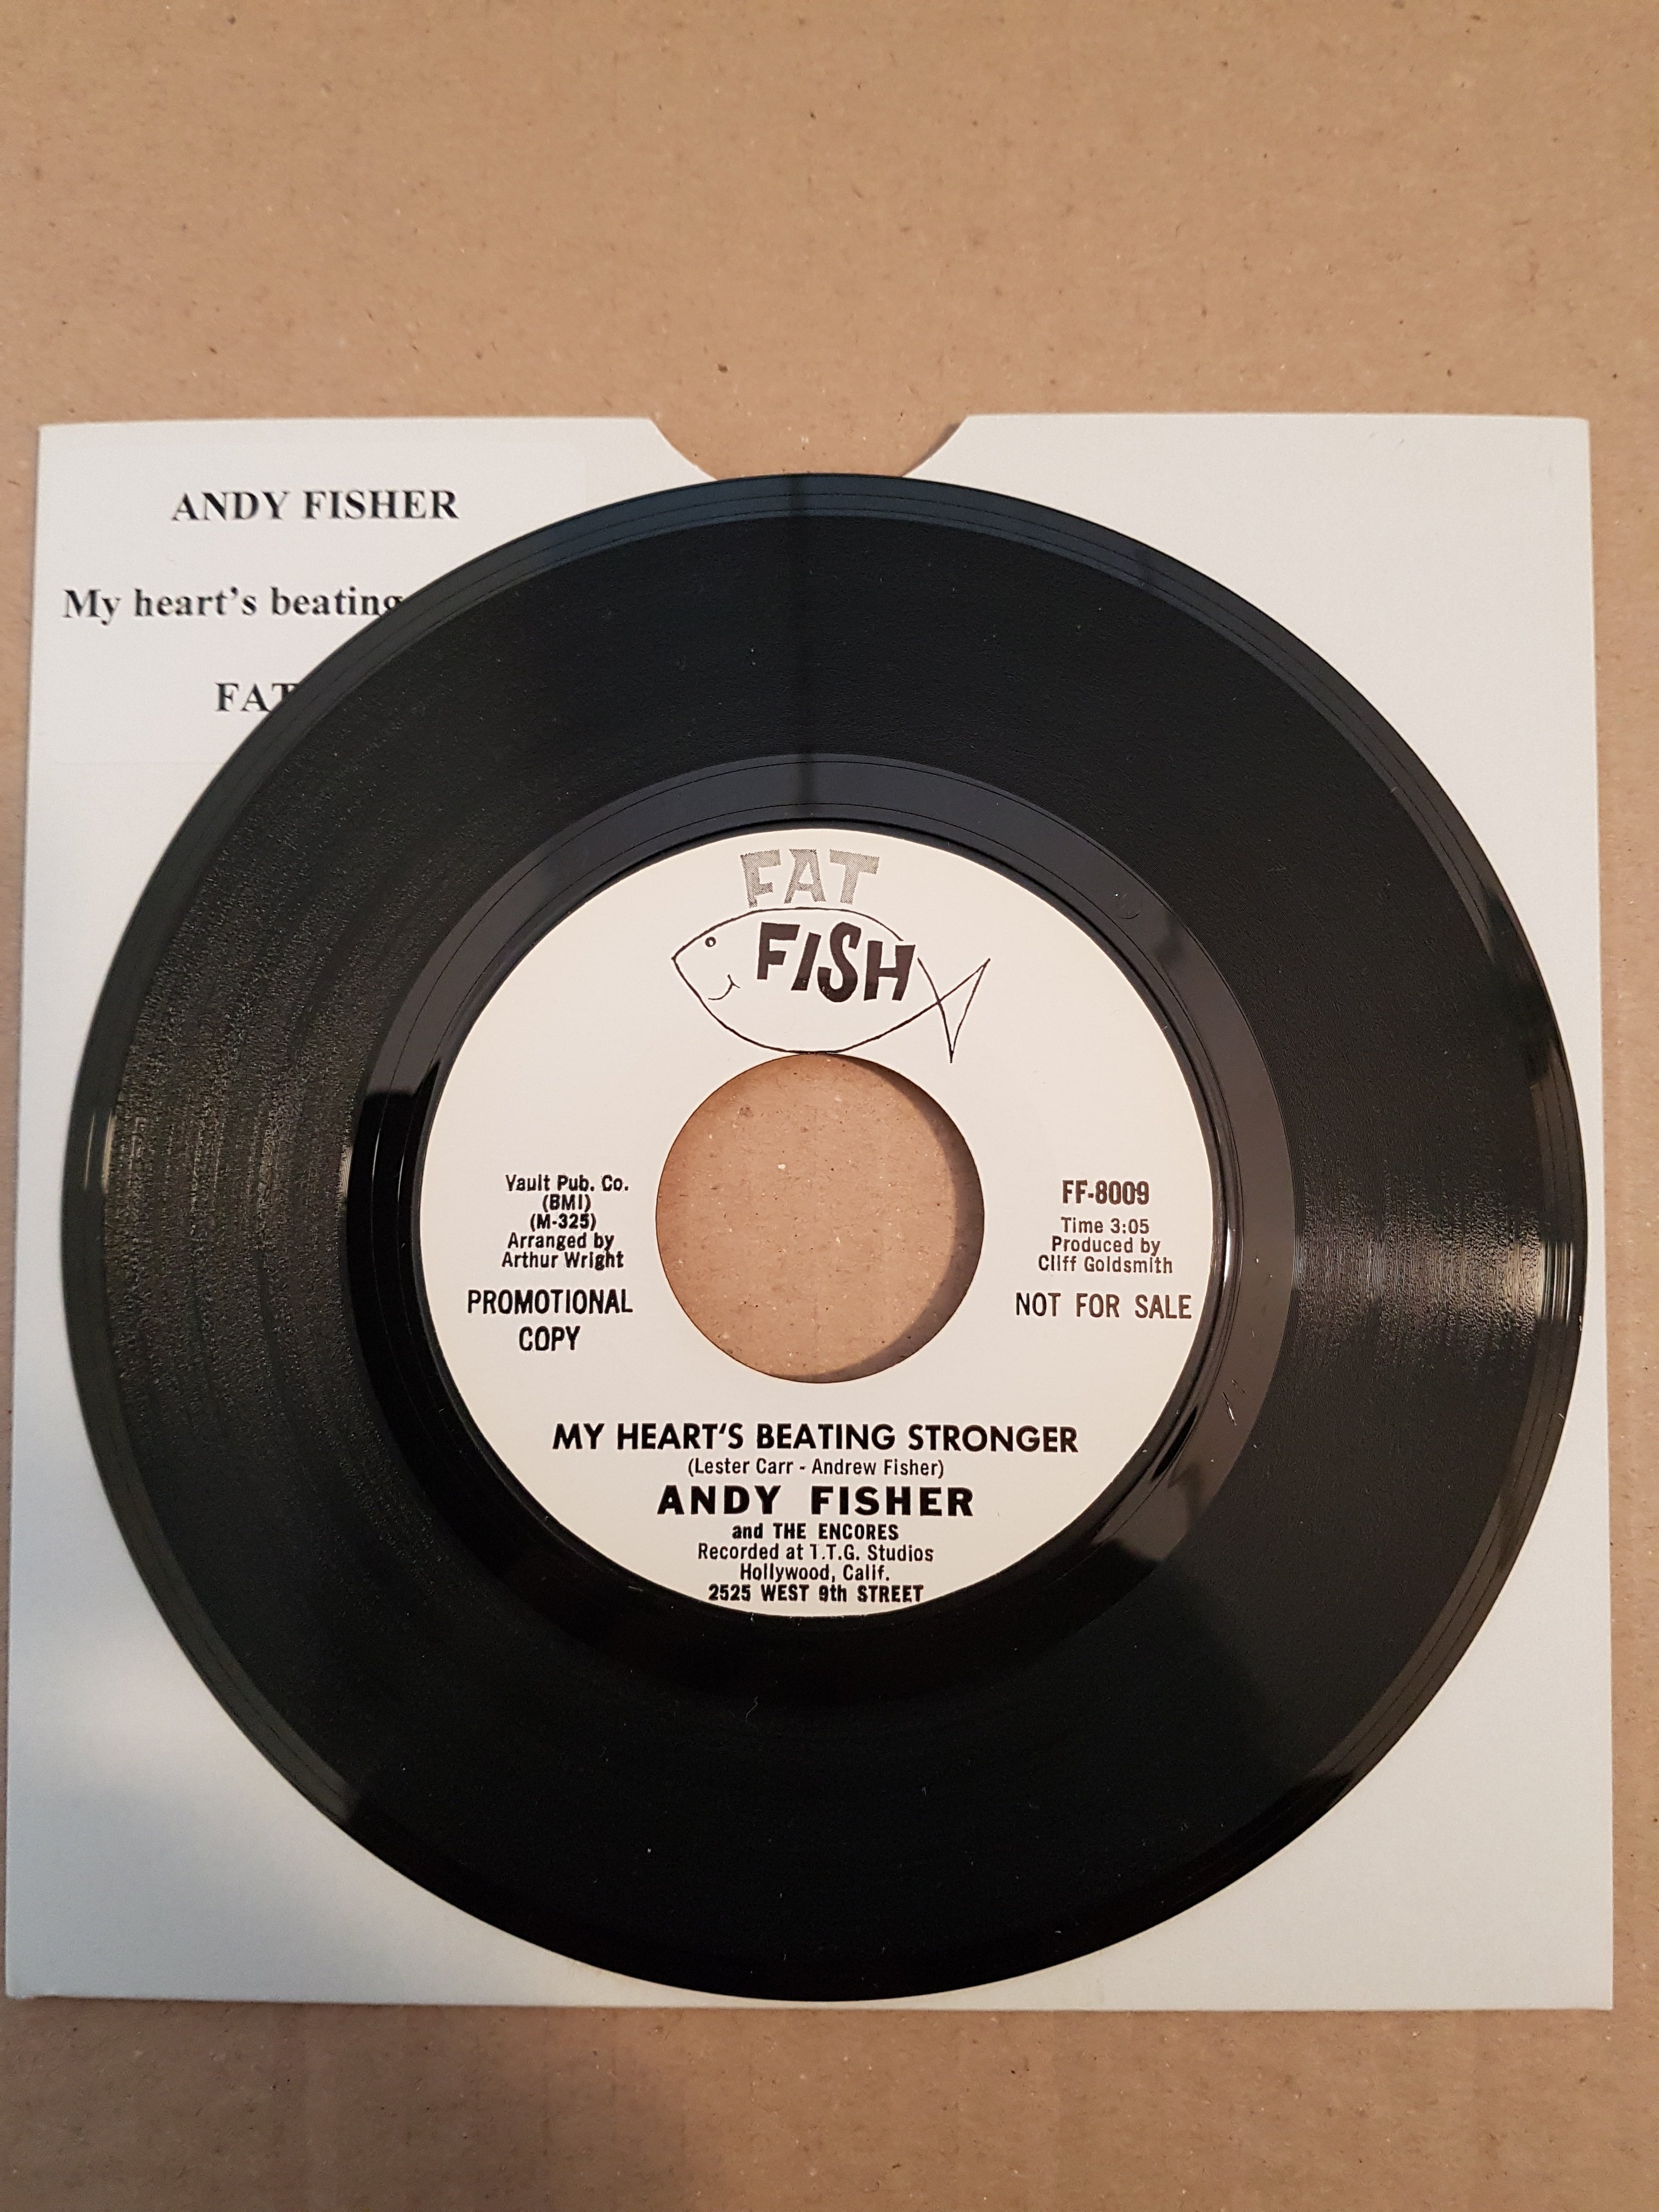 ANDY FISHER
My heart's beating
FAT
FAT
FISH
Vault Pub. Co.
(BMI)
(M-325)
Arranged by
Arthur Wright
PROMOTIONAL
COPY
FF-8009
Time 3:05
Produced by
Cliff Goldsmith
NOT FOR SALE
MY HEART'S BEATING STRONGER
(Lester Carr - Andrew Fisher)
ANDY FISHER
and THE ENCORES
Recorded at T.T.G. Studios
Hollywood, Calif.
2525 WEST 9th STREET